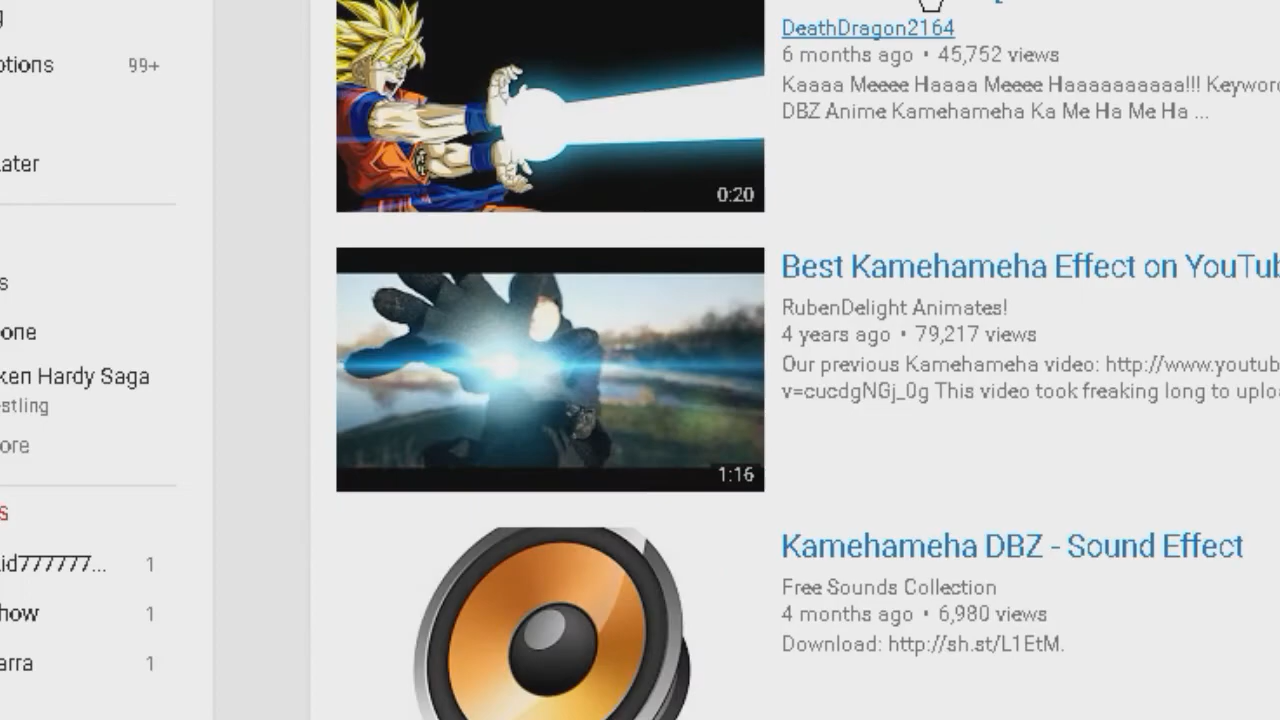 otions 99+
ater
s
one
ken Hardy Saga
estling
ore
s
id777777... 1
how 1
arra 1
DeathDragon2164
6 months ago • 45,752 views
Kaaaa Meeee Haaaa Meeee Haaaaaaaaaa!!! Keyword
DBZ Anime Kamehameha Ka Me Ha Me Ha ...
0:20
Best Kamehameha Effect on YouTub
RubenDelight Animates!
4 years ago • 79,217 views
Our previous Kamehameha video: http://www.youtub
v=cucdgNGj_0g This video took freaking long to uploa
1:16
Kamehameha DBZ - Sound Effect
Free Sounds Collection
4 months ago • 6,980 views
Download: http://sh.st/L1EtM.